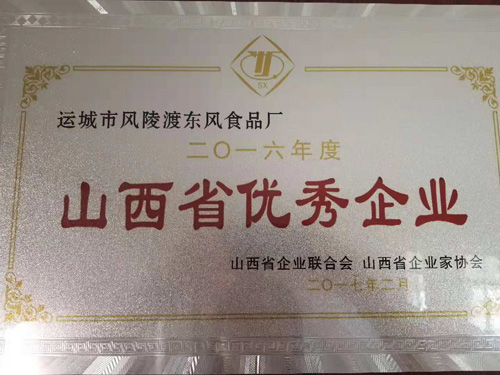 SX
运城市风陵渡东风食品厂
二〇一六年度
山西省优秀企业
山西省企业联合会 山西省企业家协会
二〇一七年二月